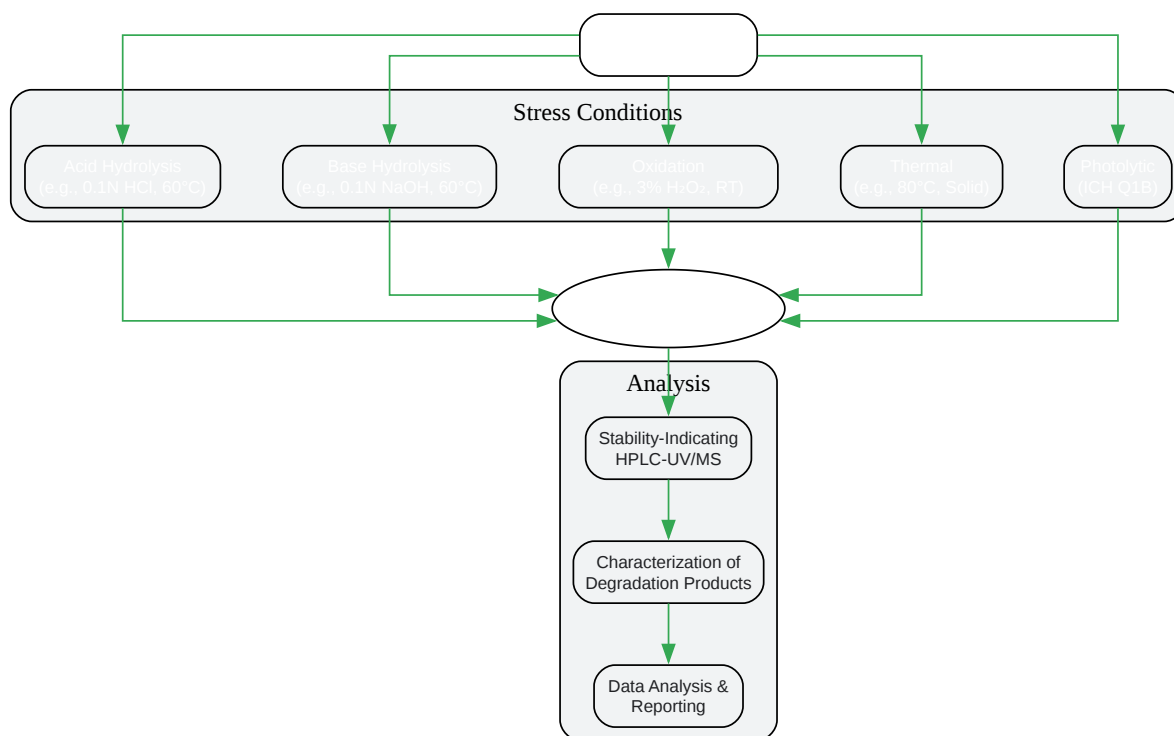 Stress Conditions
Acid Hydrolysis
(e.g., 0.1N HCl, 60°C)
Base Hydrolysis
(e.g., 0.1N NaOH, 60°C)
Oxidation
(e.g., 3% H₂O₂, RT)
Thermal
(e.g., 80°C, Solid)
Photolytic
(ICH Q1B)
Analysis
Stability-Indicating
HPLC-UV/MS
Characterization of
Degradation Products
Data Analysis &
Reporting